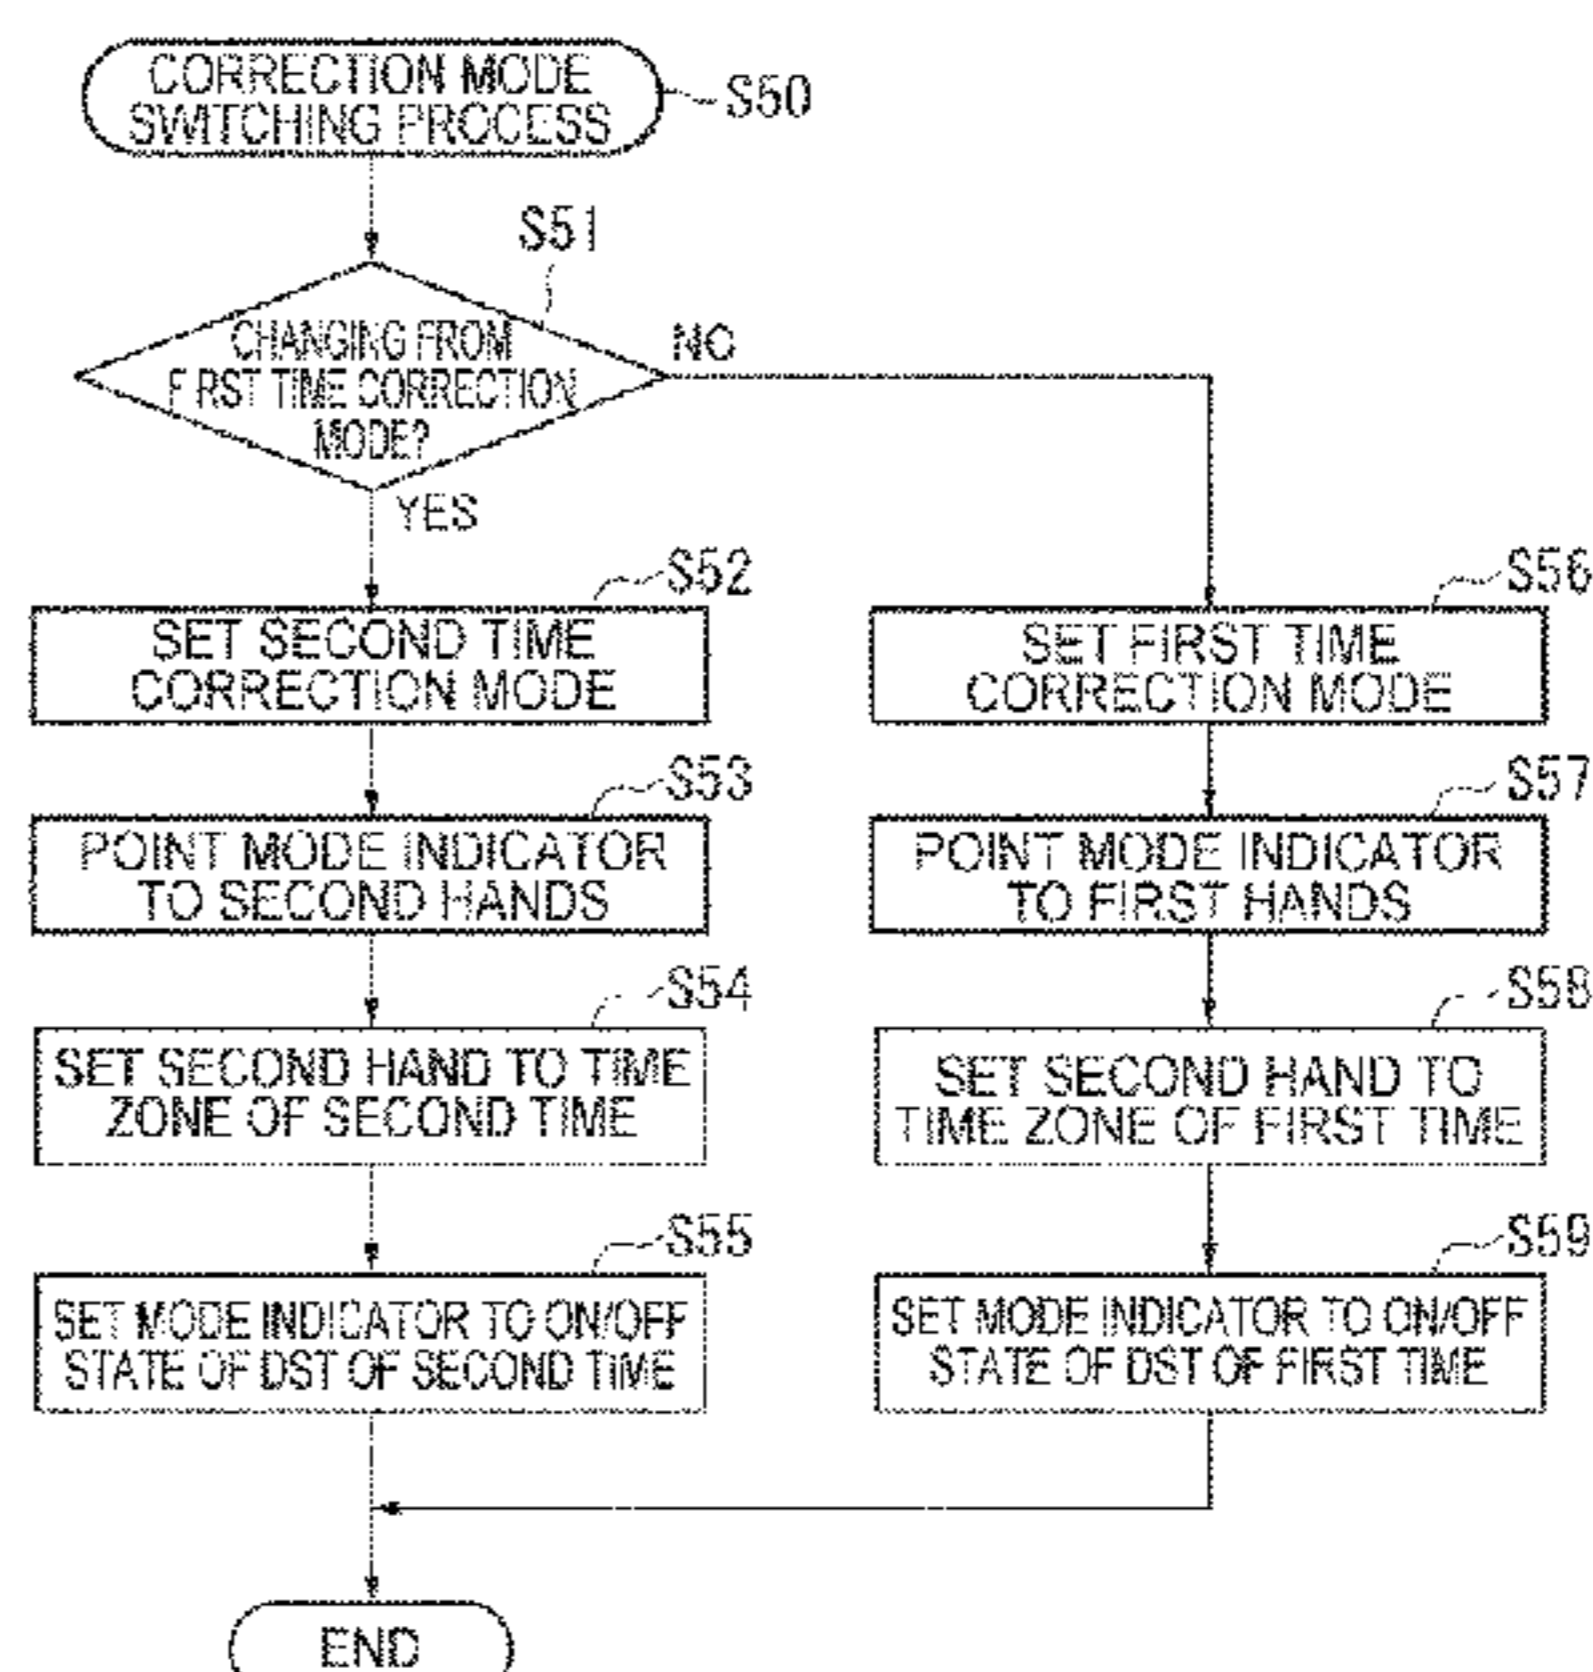 CORRECTION MODE
SWITCHING PROCESS
S50
S51
CHANGING FROM
FIRST TIME CORRECTION
MODE?
NO
YES
S52
SET SECOND TIME
CORRECTION MODE
S56
SET FIRST TIME
CORRECTION MODE
S53
POINT MODE INDICATOR
TO SECOND HANDS
S57
POINT MODE INDICATOR
TO FIRST HANDS
S54
SET SECOND HAND TO TIME
ZONE OF SECOND TIME
S58
SET SECOND HAND TO
TIME ZONE OF FIRST TIME
S55
SET MODE INDICATOR TO ON/OFF
STATE OF DST OF SECOND TIME
S59
SET MODE INDICATOR TO ON/OFF
STATE OF DST OF FIRST TIME
END